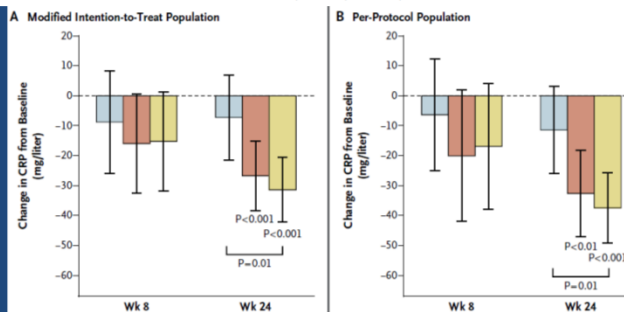 A Modified Intention-to-Treat Population
Change in CRP from Baseline
(mg/liter)
20
10
0
-10
-20
-30
-40
-50
-60
P<0.001
P<0.001
P=0.01
Wk 8
Wk 24
B Per-Protocol Population
Change in CRP from Baseline
(mg/liter)
20
10
0
-10
-20
-30
-40
-50
-60
P<0.01
P<0.001
P=0.01
Wk 8
Wk 24